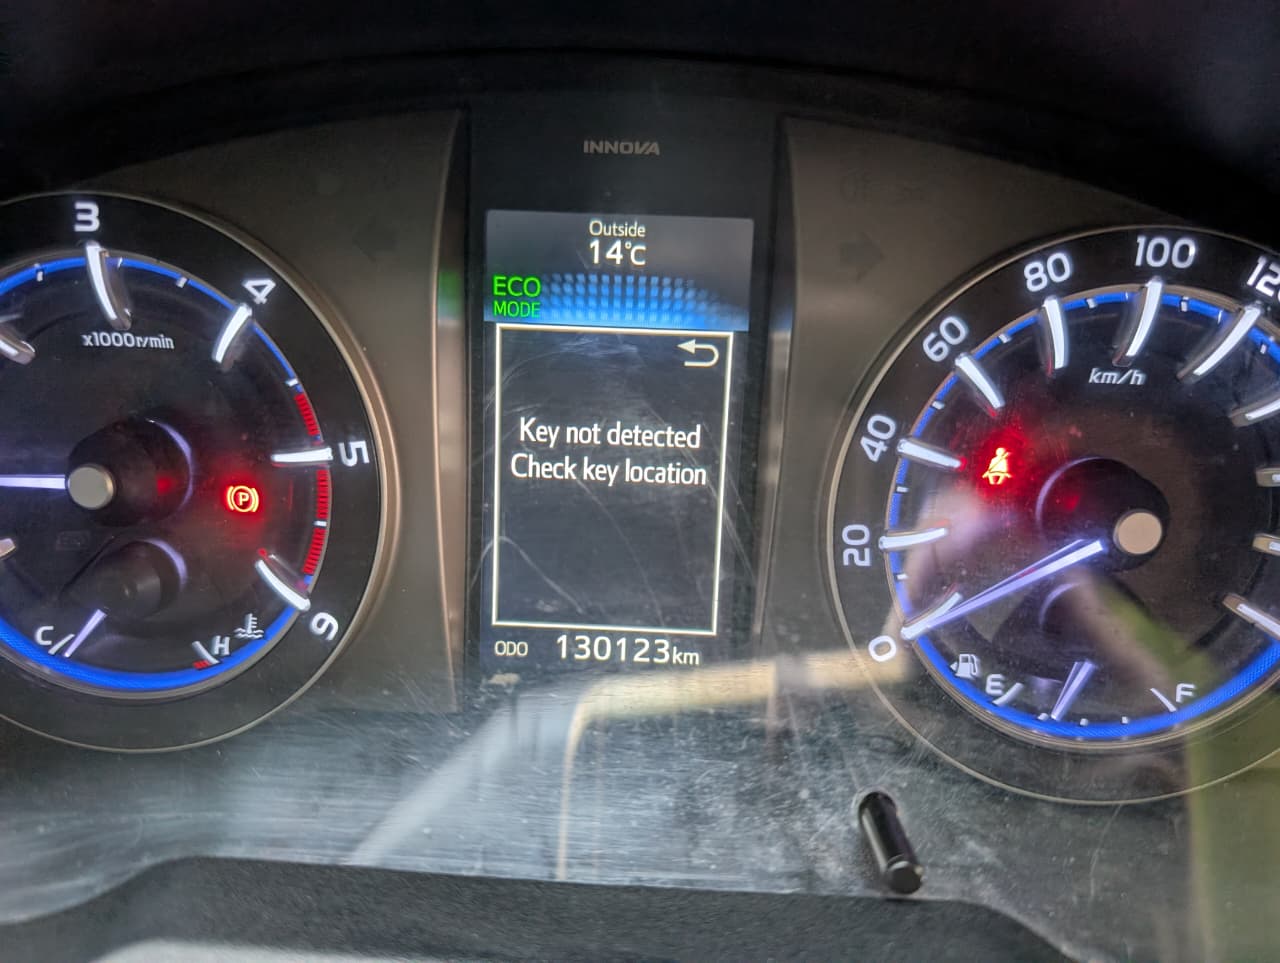 INNOVA
Outside
14°C
ECO
MODE
Key not detected
Check key location
ODO 130123km
3
4
5
6
x1000r/min
P
C
H
0
20
40
60
80
100
km/h
E
F